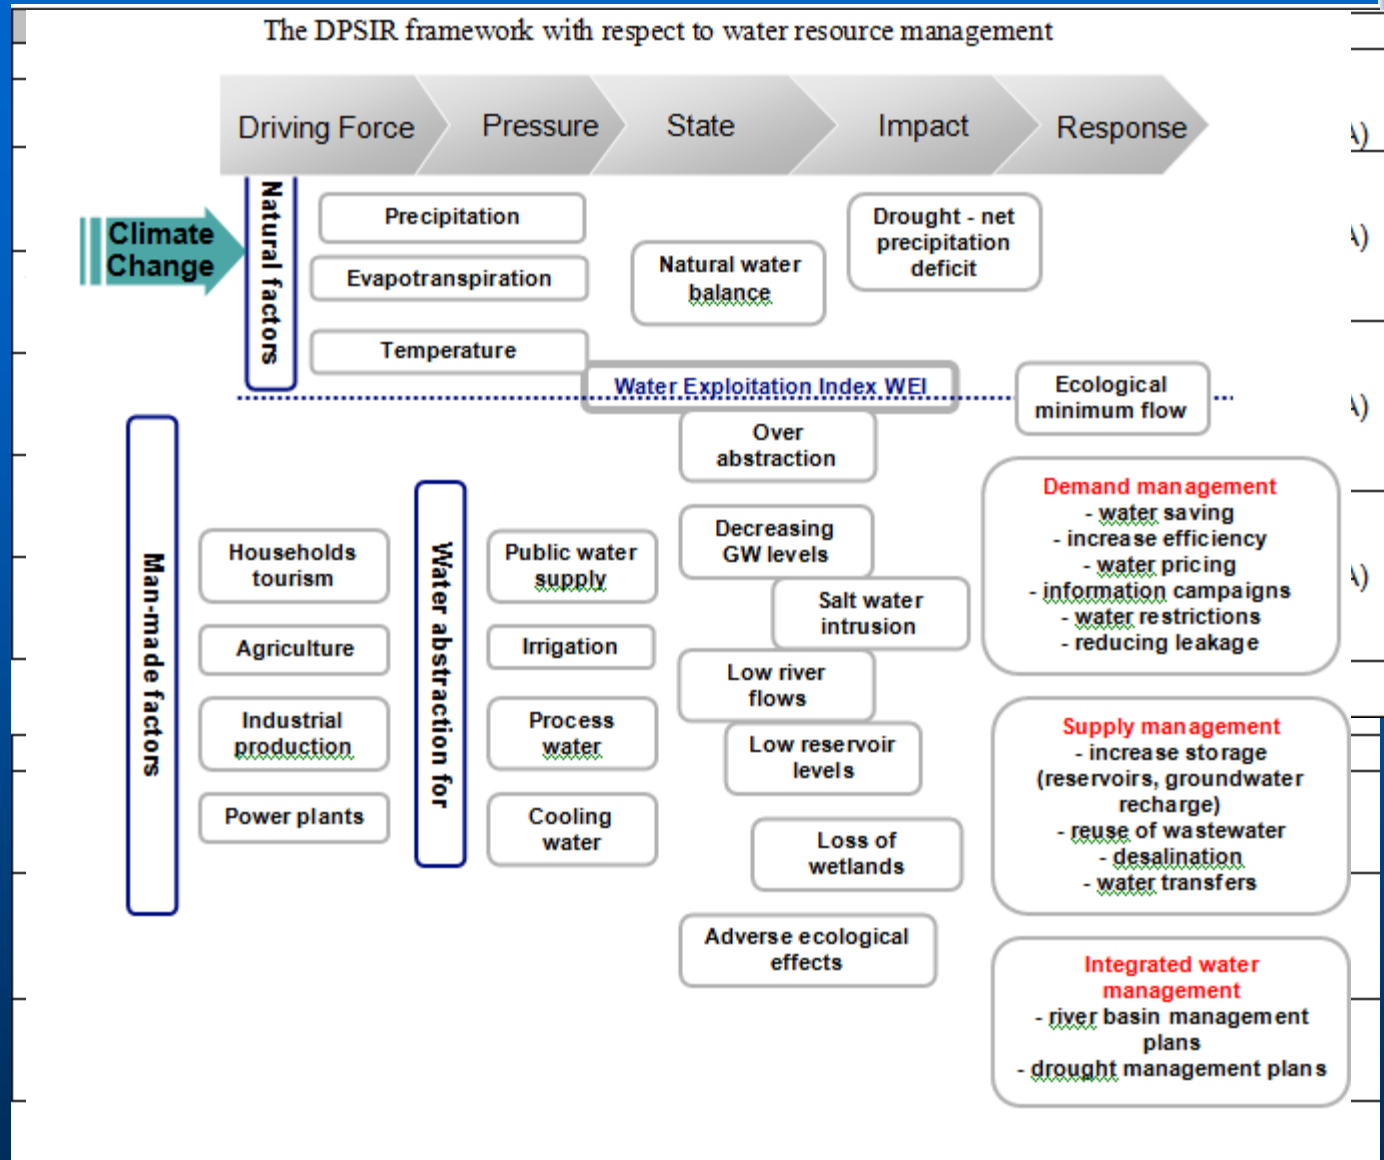 The DPSIR framework with respect to water resource management
Driving Force
Pressure
State
Impact
Response
Climate
Change
Natural factors
Precipitation
Evapotranspiration
Temperature
Natural water
balance
Drought - net
precipitation
deficit
Water Exploitation Index WEI
Ecological
minimum flow
Man-made factors
Households
tourism
Agriculture
Industrial
production
Power plants
Water abstraction for
Public water
supply
Irrigation
Process
water
Cooling
water
Over
abstraction
Decreasing
GW levels
Salt water
intrusion
Low river
flows
Low reservoir
levels
Loss of
wetlands
Adverse ecological
effects
Demand management
- water saving
- increase efficiency
- water pricing
- information campaigns
- water restrictions
- reducing leakage
Supply management
- increase storage
(reservoirs, groundwater
recharge)
- reuse of wastewater
- desalination
- water transfers
Integrated water
management
- river basin management
plans
- drought management plans